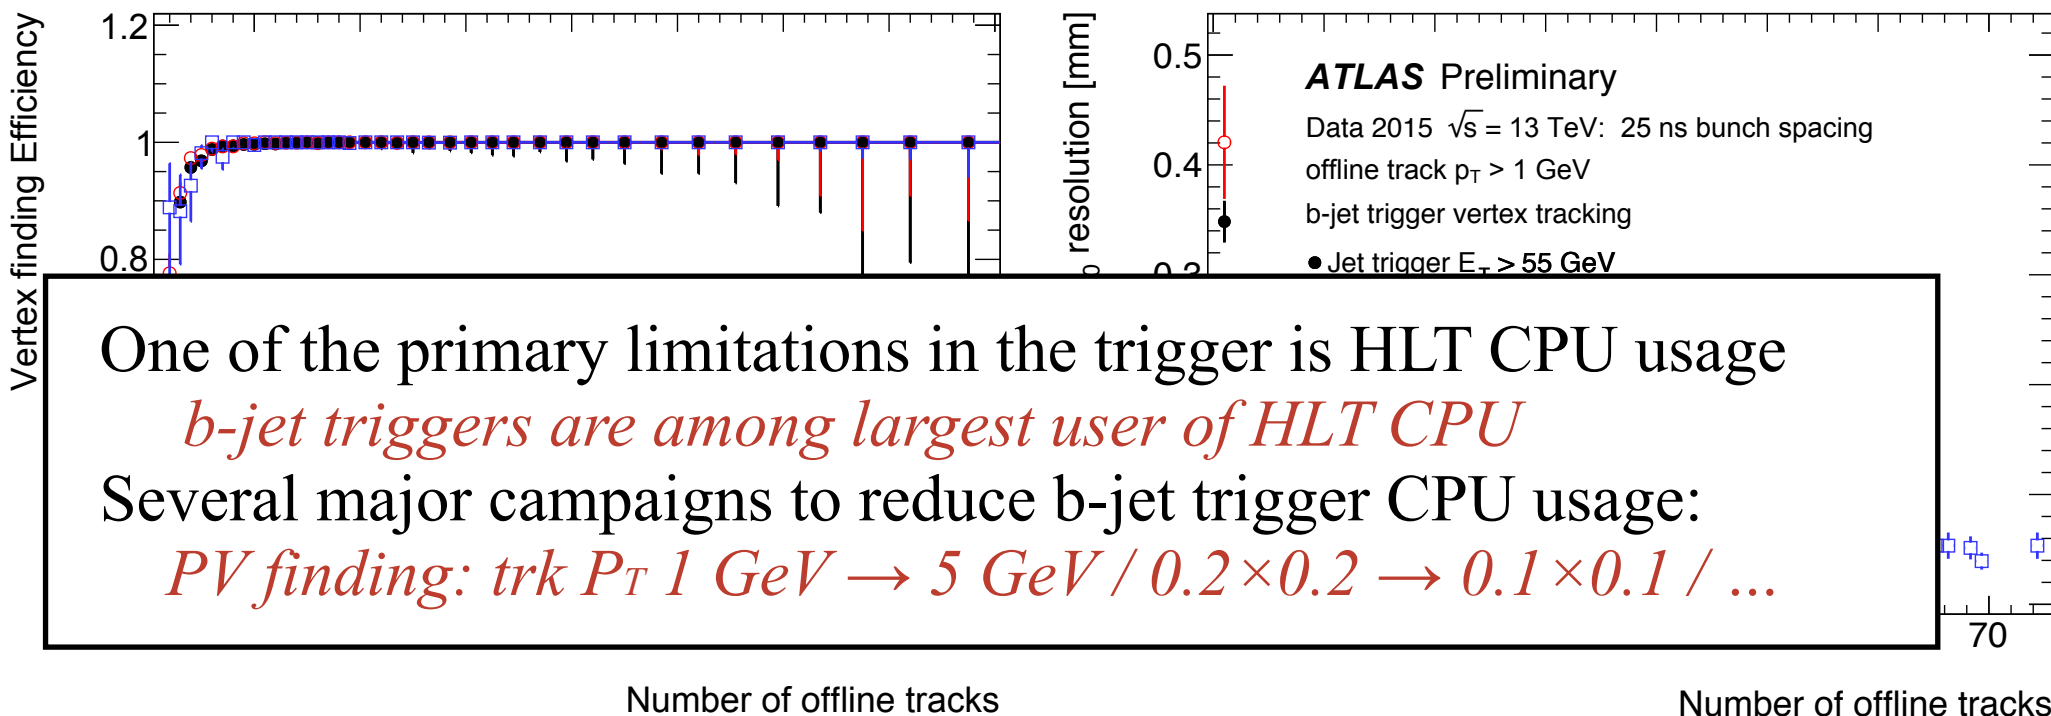 Vertex finding Efficiency
1.2
1
0.8
Number of offline tracks
resolution [mm]
0.5
0.4
ATLAS Preliminary
Data 2015 √s = 13 TeV: 25 ns bunch spacing
offline track pT > 1 GeV
b-jet trigger vertex tracking
Jet trigger ET > 55 GeV
One of the primary limitations in the trigger is HLT CPU usage
b-jet triggers are among largest user of HLT CPU
Several major campaigns to reduce b-jet trigger CPU usage:
PV finding: trk PT 1 GeV → 5 GeV / 0.2×0.2 → 0.1×0.1 / ...
70
Number of offline tracks